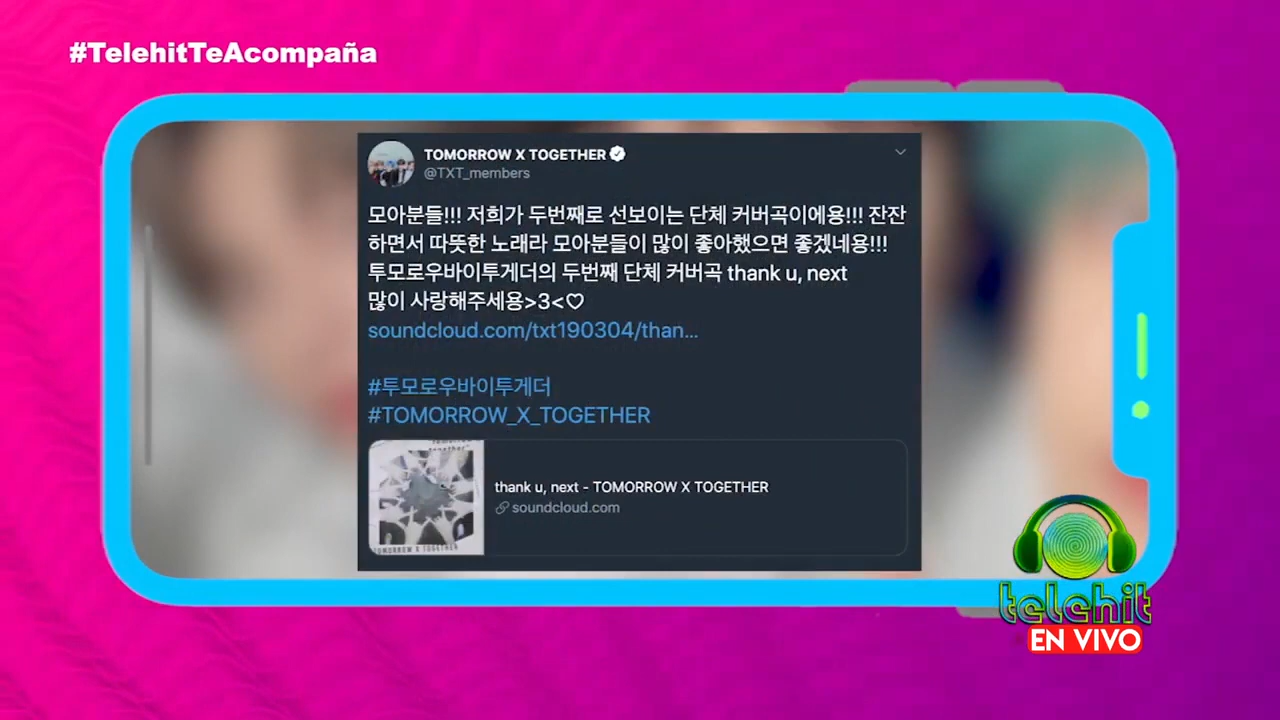 #TelehitTeAcompaña
TOMORROW X TOGETHER
@TXT_members
모아분들!!! 저희가 두번째로 선보이는 단체 커버곡이에용!!! 잔잔
하면서 따뜻한 노래라 모아분들이 많이 좋아했으면 좋겠네용!!!
투모로우바이투게더의 두번째 단체 커버곡 thank u, next
많이 사랑해주세용>3<♡
soundcloud.com/txt190304/than...
#투모로우바이투게더
#TOMORROW_X_TOGETHER
together
TOMORROW X TOGETHER
thank u, next - TOMORROW X TOGETHER
soundcloud.com
telehit
EN VIVO